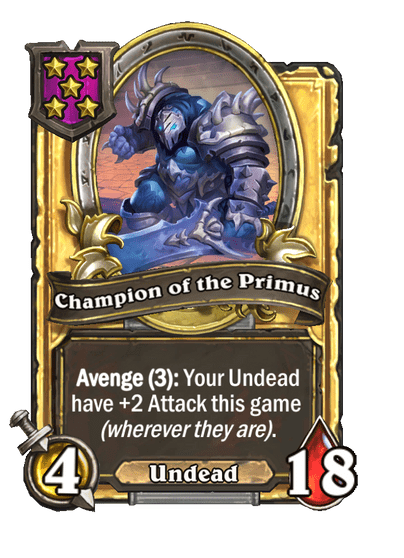 Champion of the Primus
Avenge (3): Your Undead
have +2 Attack this game
(wherever they are).
4
Undead
18